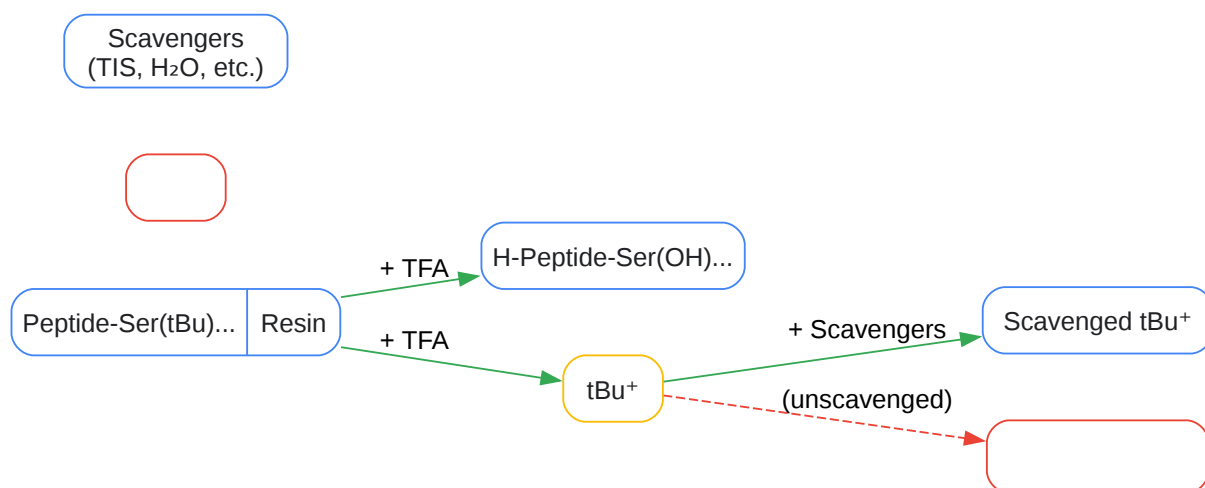 Scavengers
(TIS, H₂O, etc.)
+ TFA
H-Peptide-Ser(OH)...
Peptide-Ser(tBu)...
Resin
+ TFA
+ Scavengers
Scavenged tBu⁺
tBu⁺
(unscavenged)